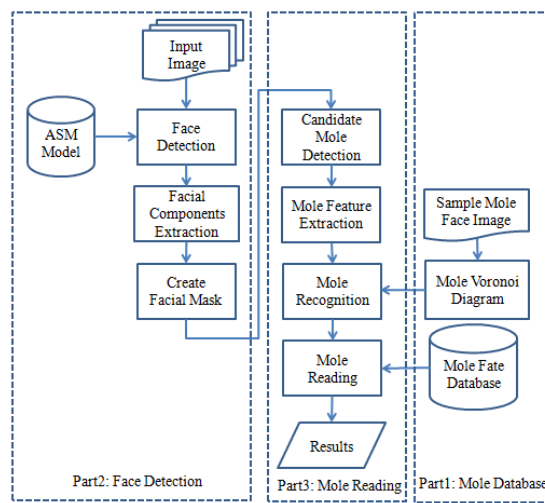 Input
Image
ASM
Model
Face
Detection
Facial
Components
Extraction
Create
Facial Mask
Part2: Face Detection
Candidate
Mole
Detection
Mole Feature
Extraction
Mole
Recognition
Mole
Reading
Results
Part3: Mole Reading
Sample Mole
Face Image
Mole Voronoi
Diagram
Mole Fate
Database
Part1: Mole Database